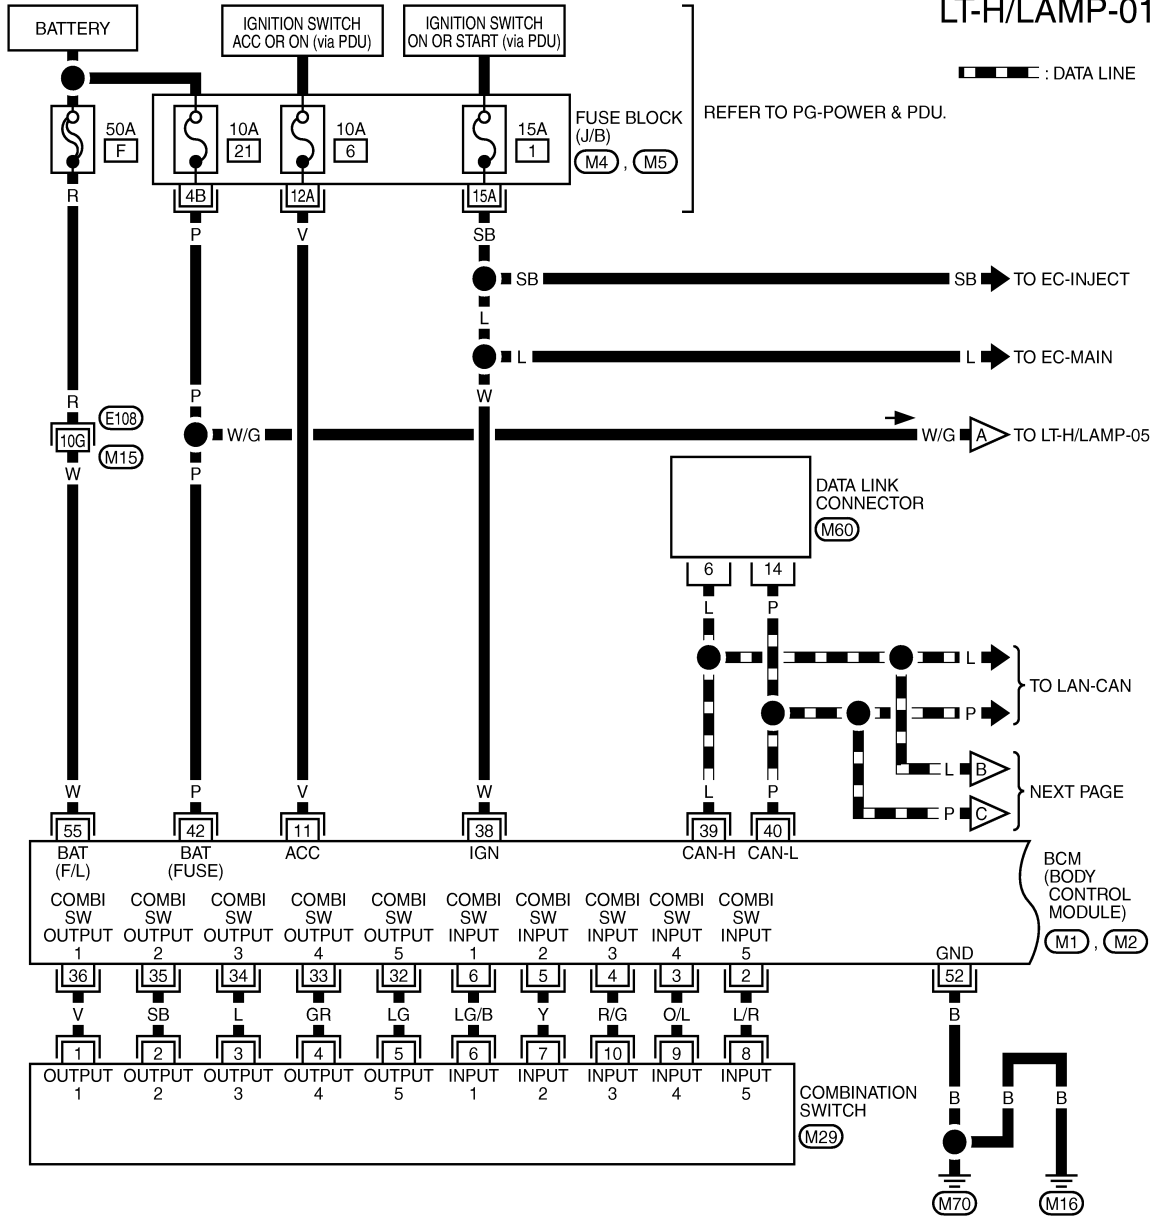 LT-H/LAMP-01
BATTERY
IGNITION SWITCH
ACC OR ON (via PDU)
IGNITION SWITCH
ON OR START (via PDU)
: DATA LINE
50A
F
10A
21
10A
6
15A
1
FUSE BLOCK
(J/B)
M4 , M5
REFER TO PG-POWER & PDU.
4B
12A
15A
R
P
V
SB
SB
SB
TO EC-INJECT
L
L
L
TO EC-MAIN
R
P
W
E108
10G
M15
W/G
W/G
A
TO LT-H/LAMP-05
W
P
DATA LINK
CONNECTOR
M60
6
14
L
P
L
P
TO LAN-CAN
L
B
P
C
NEXT PAGE
W
P
V
W
L
P
55
42
11
38
39
40
BAT
(F/L)
BAT
(FUSE)
ACC
IGN
CAN-H
CAN-L
BCM
(BODY
CONTROL
MODULE)
M1 , M2
COMBI
SW
OUTPUT
1
COMBI
SW
OUTPUT
2
COMBI
SW
OUTPUT
3
COMBI
SW
OUTPUT
4
COMBI
SW
OUTPUT
5
COMBI
SW
INPUT
1
COMBI
SW
INPUT
2
COMBI
SW
INPUT
3
COMBI
SW
INPUT
4
COMBI
SW
INPUT
5
GND
36
35
34
33
32
6
5
4
3
2
52
V
SB
L
GR
LG
LG/B
Y
R/G
O/L
L/R
B
1
2
3
4
5
6
7
10
9
8
OUTPUT
1
OUTPUT
2
OUTPUT
3
OUTPUT
4
OUTPUT
5
INPUT
1
INPUT
2
INPUT
3
INPUT
4
INPUT
5
COMBINATION
SWITCH
M29
B
B
B
M70
M16